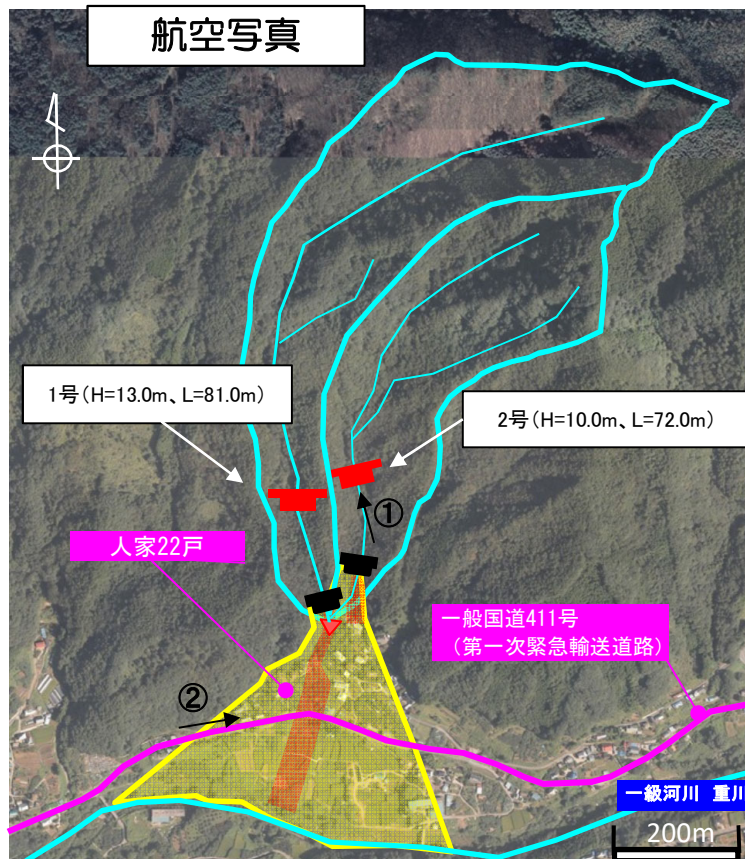 航空写真
1号(H=13.0m、L=81.0m)
2号(H=10.0m、L=72.0m)
①
人家22戸
一般国道411号
(第一次緊急輸送道路)
②
一級河川 重川
200m